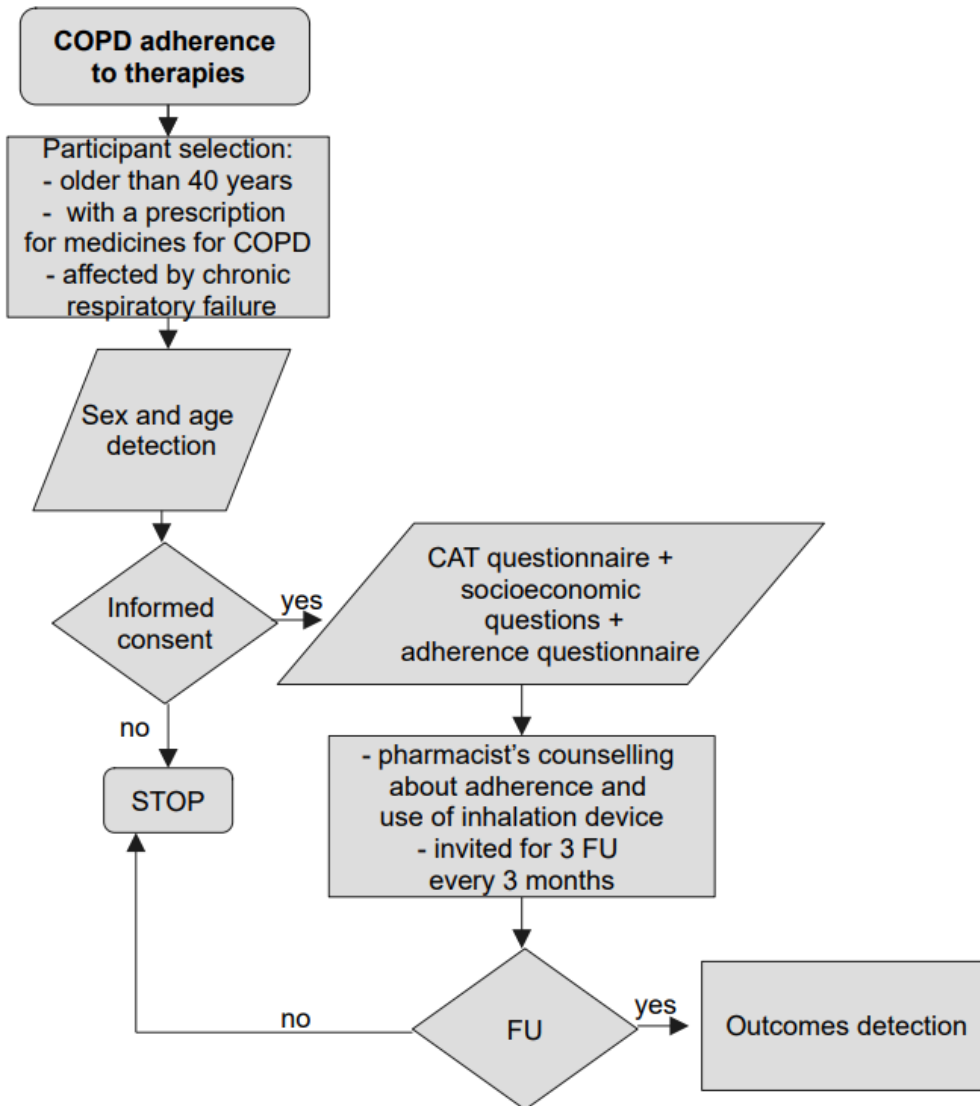 COPD adherence
to therapies
Participant selection:
- older than 40 years
- with a prescription
for medicines for COPD
- affected by chronic
respiratory failure
Sex and age
detection
Informed
consent
yes
no
STOP
CAT questionnaire +
socioeconomic
questions +
adherence questionnaire
- pharmacist's counselling
about adherence and
use of inhalation device
- invited for 3 FU
every 3 months
FU
no
yes
Outcomes detection